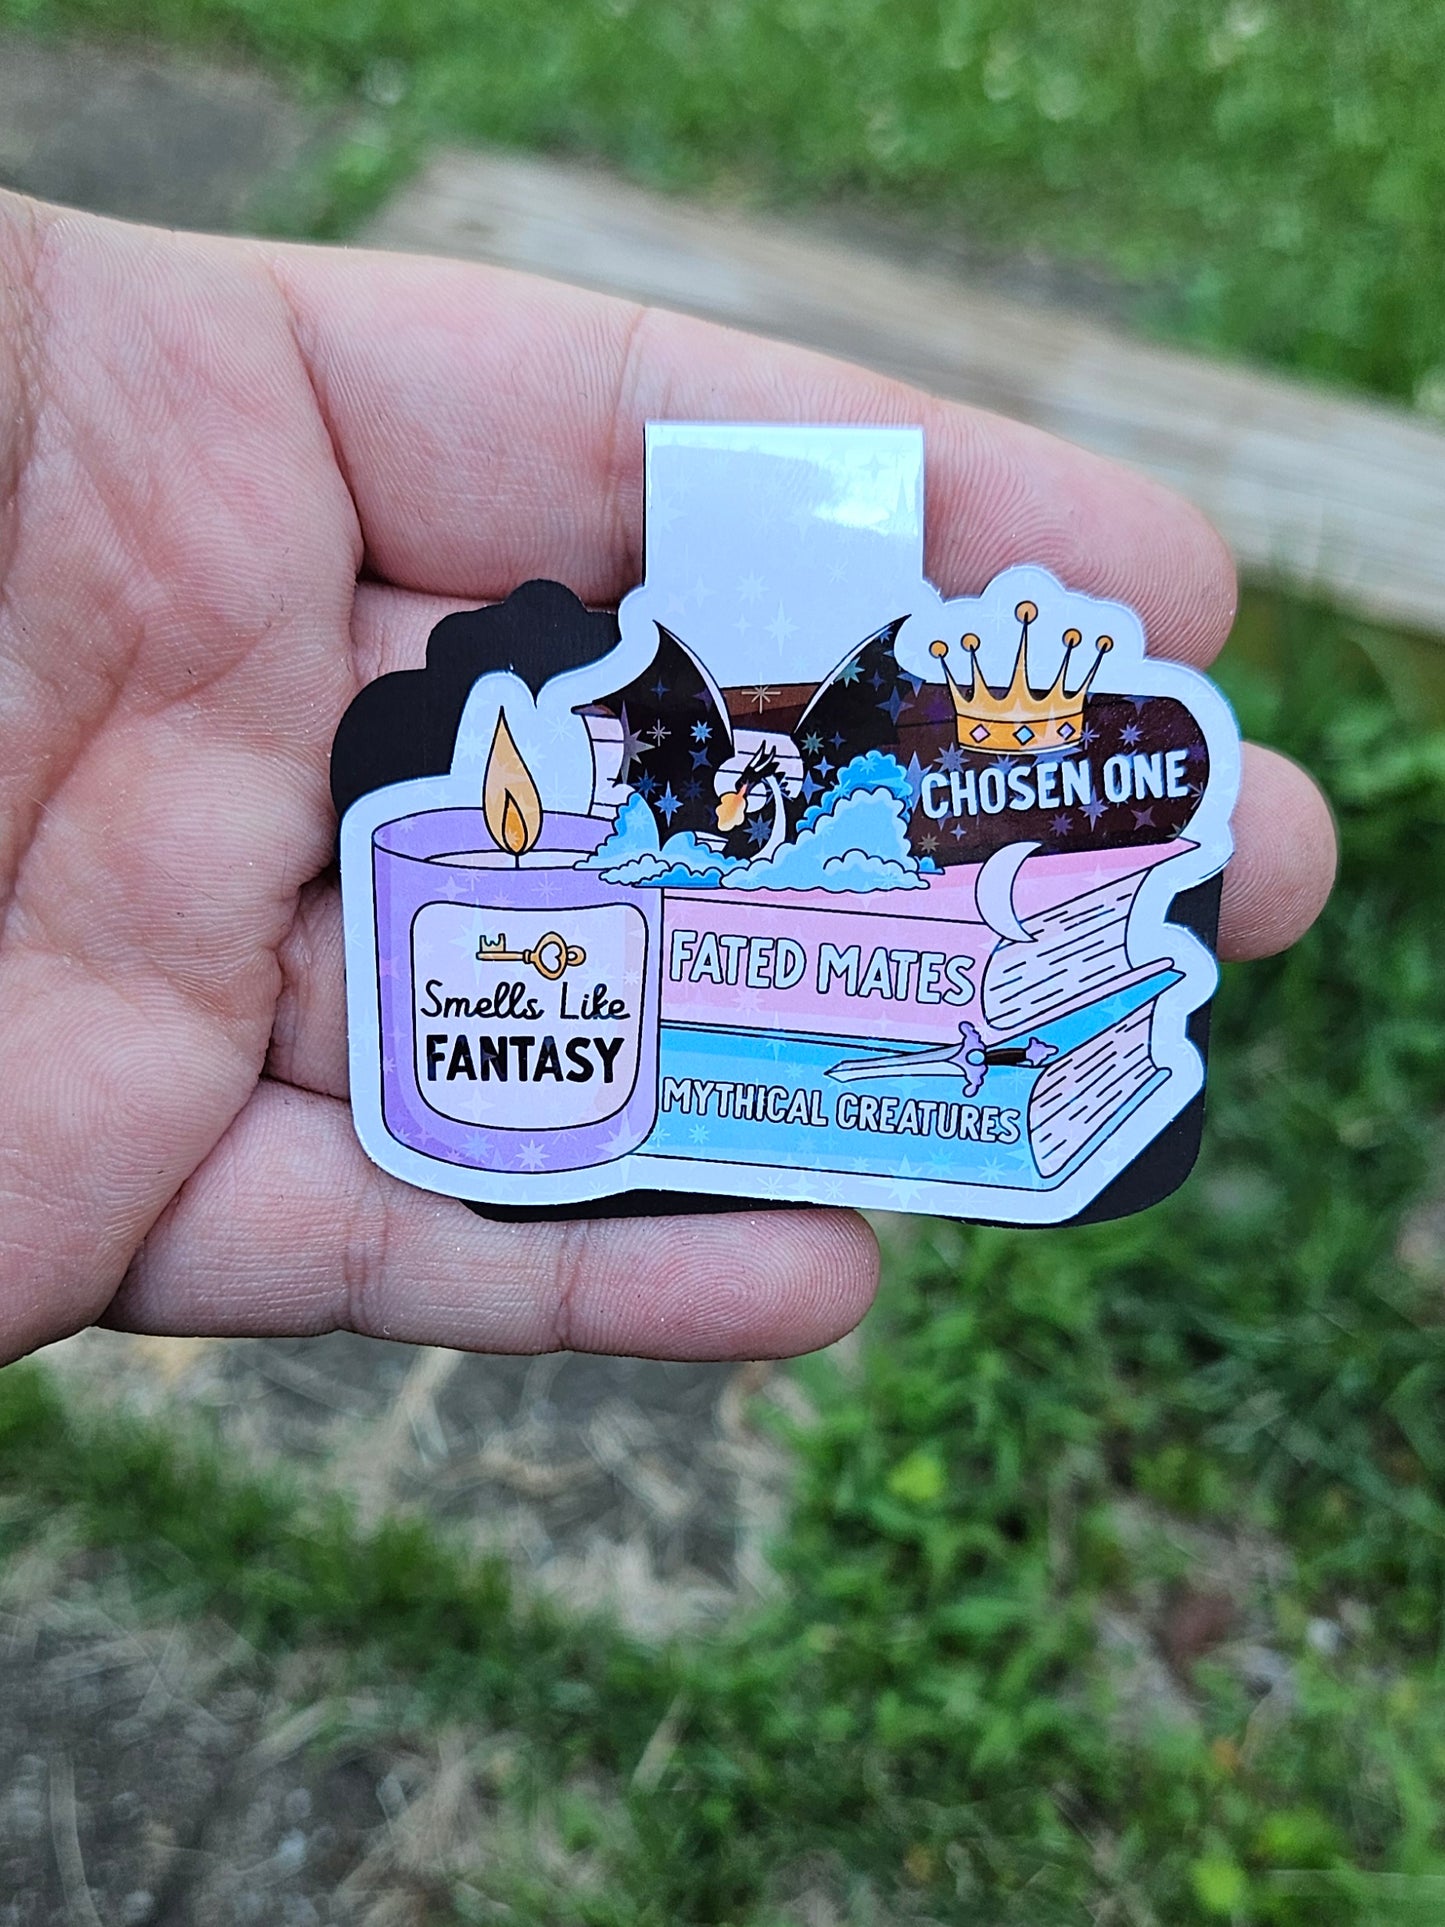 CHOSEN ONE
FATED MATES
MYTHICAL CREATURES
Smells Like
FANTASY